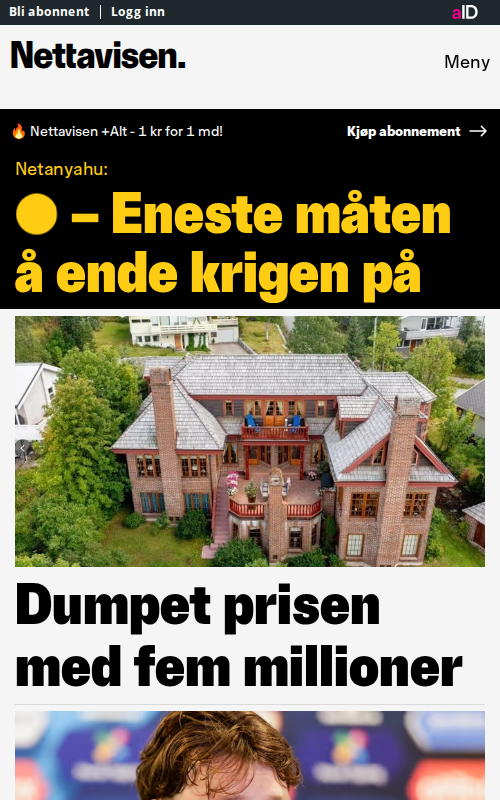 Bli abonnent
Logg inn
aID
Nettavisen.
Meny
🔥 Nettavisen +Alt - 1 kr for 1 md!
Kjøp abonnement →
Netanyahu:
– Eneste måten
å ende krigen på
Dumpet prisen
med fem millioner